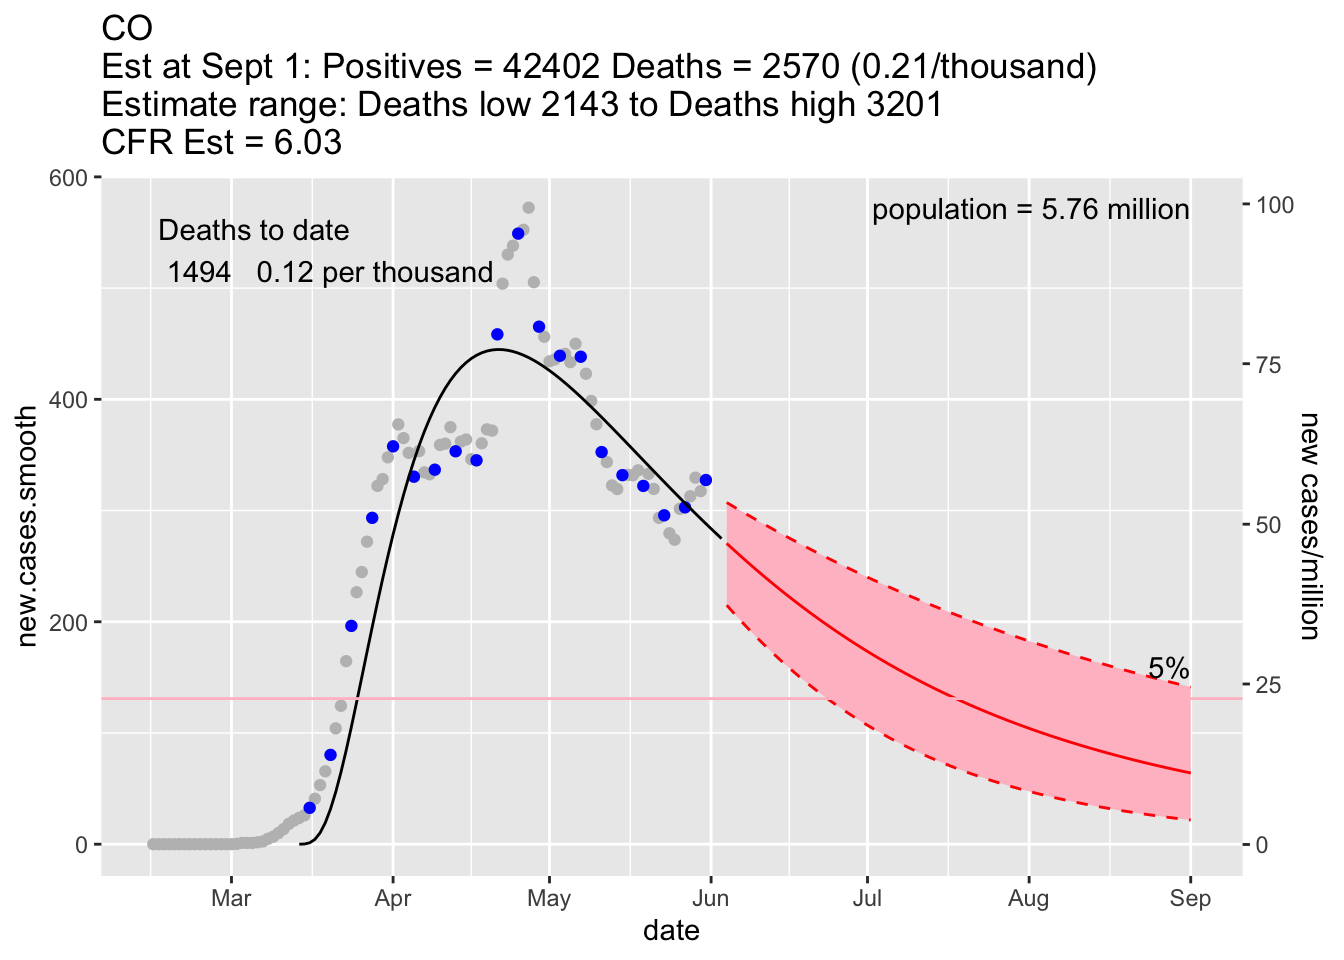 CO
Est at Sept 1: Positives = 42402 Deaths = 2570 (0.21/thousand)
Estimate range: Deaths low 2143 to Deaths high 3201
CFR Est = 6.03
600
400
200
0
new.cases.smooth
Deaths to date
1494 0.12 per thousand
population = 5.76 million
5%
100
75
50
25
0
new cases/million
Mar Apr May Jun Jul Aug Sep
date